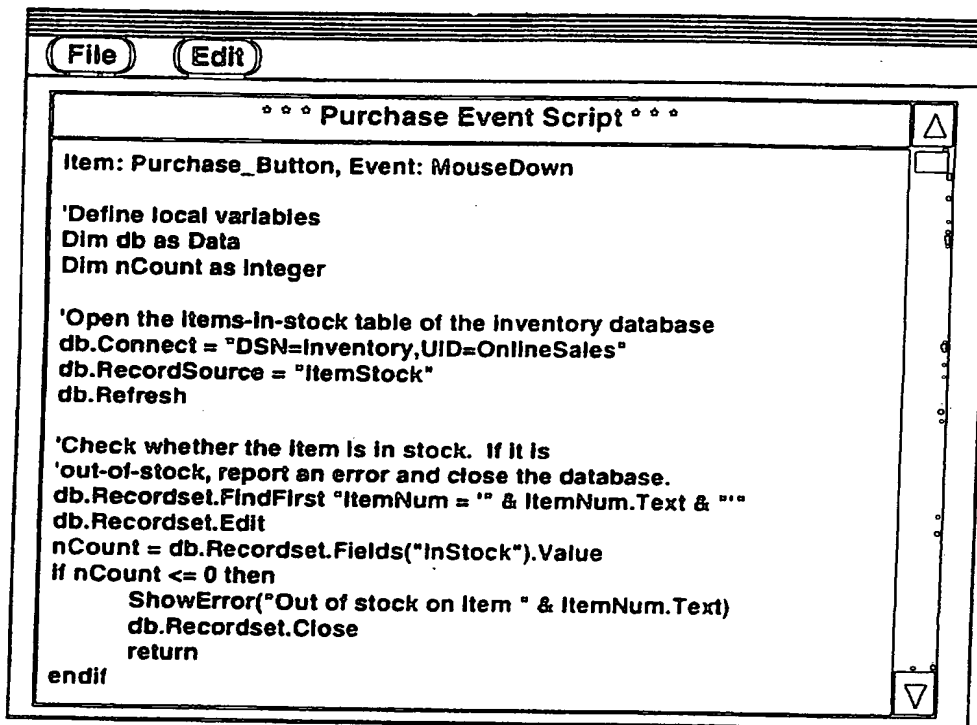 File Edit
° ° ° Purchase Event Script ° ° °
Item: Purchase_Button, Event: MouseDown
'Define local variables
Dim db as Data
Dim nCount as Integer
'Open the items-in-stock table of the inventory database
db.Connect = "DSN=Inventory,UID=OnlineSales"
db.RecordSource = "ItemStock"
db.Refresh
'Check whether the item is in stock. If it is
'out-of-stock, report an error and close the database.
db.Recordset.FindFirst "ItemNum = '" & ItemNum.Text & "'"
db.Recordset.Edit
nCount = db.Recordset.Fields("InStock").Value
if nCount <= 0 then
ShowError("Out of stock on item " & ItemNum.Text)
db.Recordset.Close
return
endif